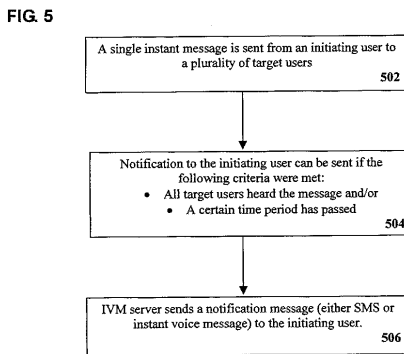 FIG. 5
A single instant message is sent from an initiating user to
a plurality of target users
502
Notification to the initiating user can be sent if the
following criteria were met:
• All target users heard the message and/or
• A certain time period has passed
504
IVM server sends a notification message (either SMS or
instant voice message) to the initiating user.
506